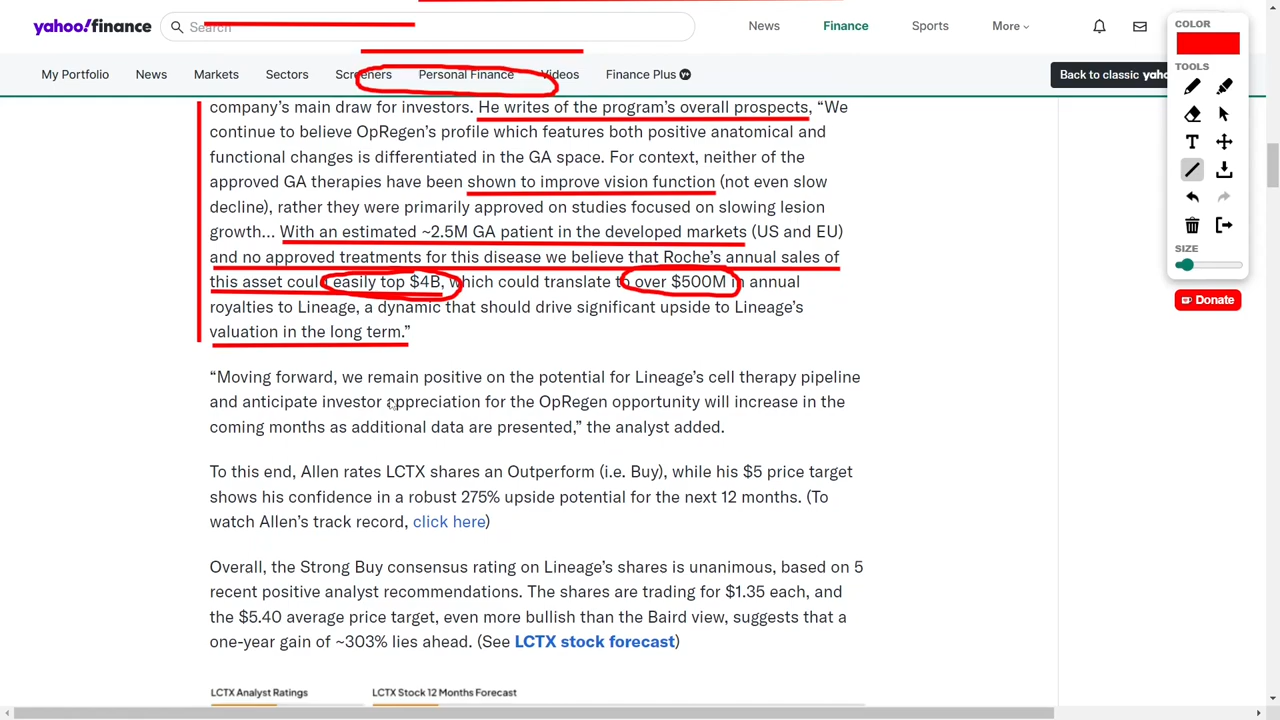 yahoo!finance
Search
News
Finance
Sports
More
COLOR
My Portfolio
News
Markets
Sectors
Screeners
Personal Finance
Videos
Finance Plus
Back to classic yaho
TOOLS
T
SIZE
Donate
company’s main draw for investors. He writes of the program’s overall prospects, “We
continue to believe OpRegen’s profile which features both positive anatomical and
functional changes is differentiated in the GA space. For context, neither of the
approved GA therapies have been shown to improve vision function (not even slow
decline), rather they were primarily approved on studies focused on slowing lesion
growth... With an estimated ~2.5M GA patient in the developed markets (US and EU)
and no approved treatments for this disease we believe that Roche’s annual sales of
this asset could easily top $4B, which could translate to over $500M in annual
royalties to Lineage, a dynamic that should drive significant upside to Lineage’s
valuation in the long term.”
“Moving forward, we remain positive on the potential for Lineage’s cell therapy pipeline
and anticipate investor appreciation for the OpRegen opportunity will increase in the
coming months as additional data are presented,” the analyst added.
To this end, Allen rates LCTX shares an Outperform (i.e. Buy), while his $5 price target
shows his confidence in a robust 275% upside potential for the next 12 months. (To
watch Allen’s track record, click here)
Overall, the Strong Buy consensus rating on Lineage’s shares is unanimous, based on 5
recent positive analyst recommendations. The shares are trading for $1.35 each, and
the $5.40 average price target, even more bullish than the Baird view, suggests that a
one-year gain of ~303% lies ahead. (See LCTX stock forecast)
LCTX Analyst Ratings
LCTX Stock 12 Months Forecast